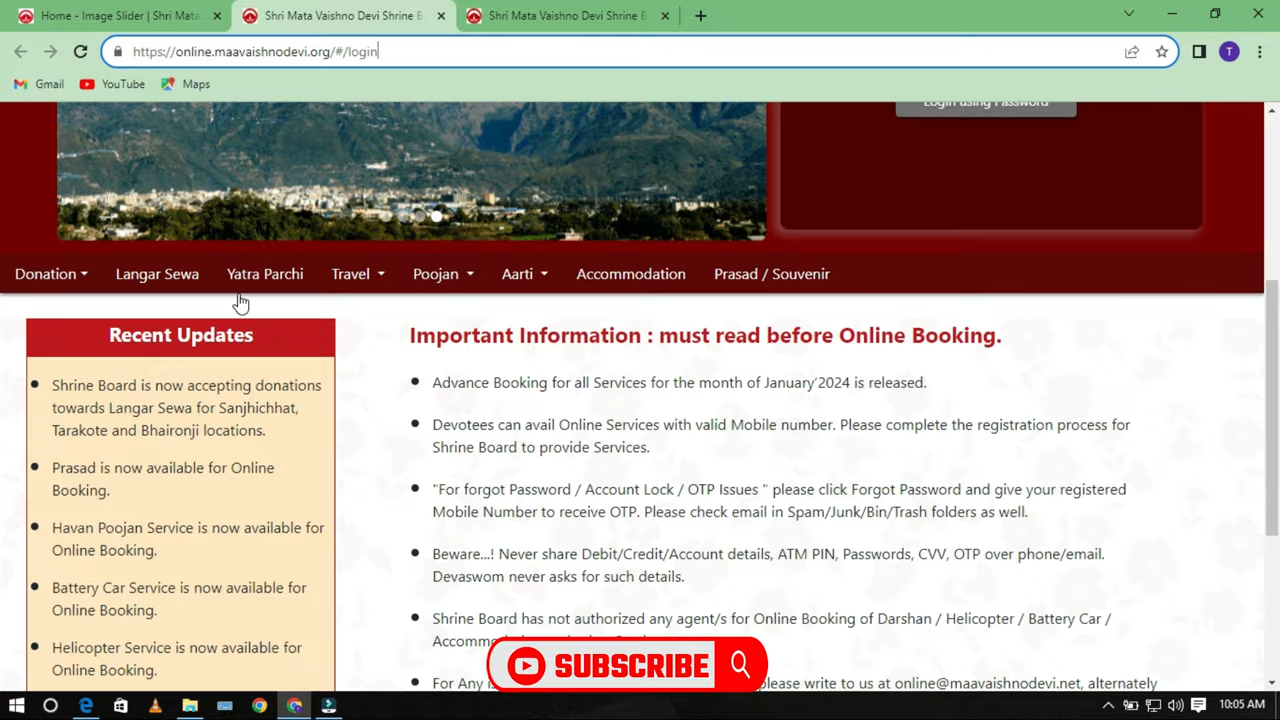 Home - Image Slider | Shri Mata
Shri Mata Vaishno Devi Shrine B
Shri Mata Vaishno Devi Shrine B
https://online.maavaishnodevi.org/#/login
T
Gmail
YouTube
Maps
Login using Password
Donation
Langar Sewa
Yatra Parchi
Travel
Poojan
Aarti
Accommodation
Prasad / Souvenir
Recent Updates
Shrine Board is now accepting donations
towards Langar Sewa for Sanjhichhat,
Tarakote and Bhaironji locations.
Prasad is now available for Online
Booking.
Havan Poojan Service is now available for
Online Booking.
Battery Car Service is now available for
Online Booking.
Helicopter Service is now available for
Online Booking.
Important Information : must read before Online Booking.
Advance Booking for all Services for the month of January'2024 is released.
Devotees can avail Online Services with valid Mobile number. Please complete the registration process for
Shrine Board to provide Services.
"For forgot Password / Account Lock / OTP Issues " please click Forgot Password and give your registered
Mobile Number to receive OTP. Please check email in Spam/Junk/Bin/Trash folders as well.
Beware...! Never share Debit/Credit/Account details, ATM PIN, Passwords, CVV, OTP over phone/email.
Devaswom never asks for such details.
Shrine Board has not authorized any agent/s for Online Booking of Darshan / Helicopter / Battery Car /
For Any
please write to us at online@maavaishnodevi.net, alternately
SUBSCRIBE
10:05 AM